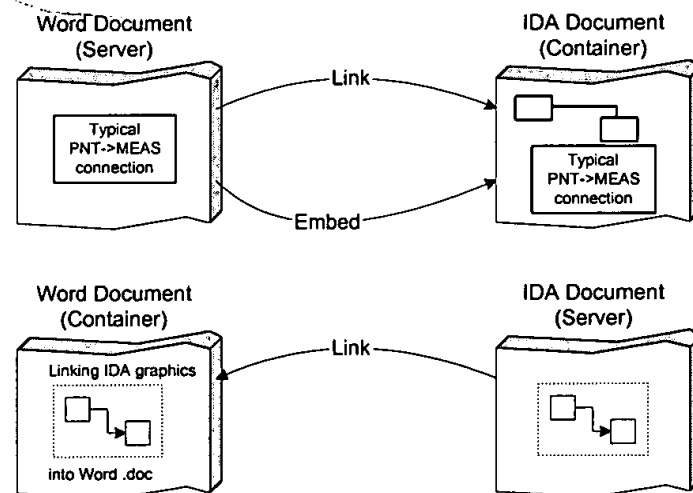 Word Document
(Server)
IDA Document
(Container)
Link
Typical
PNT->MEAS
connection
Typical
PNT->MEAS
connection
Embed
Word Document
(Container)
IDA Document
(Server)
Link
Linking IDA graphics
into Word .doc